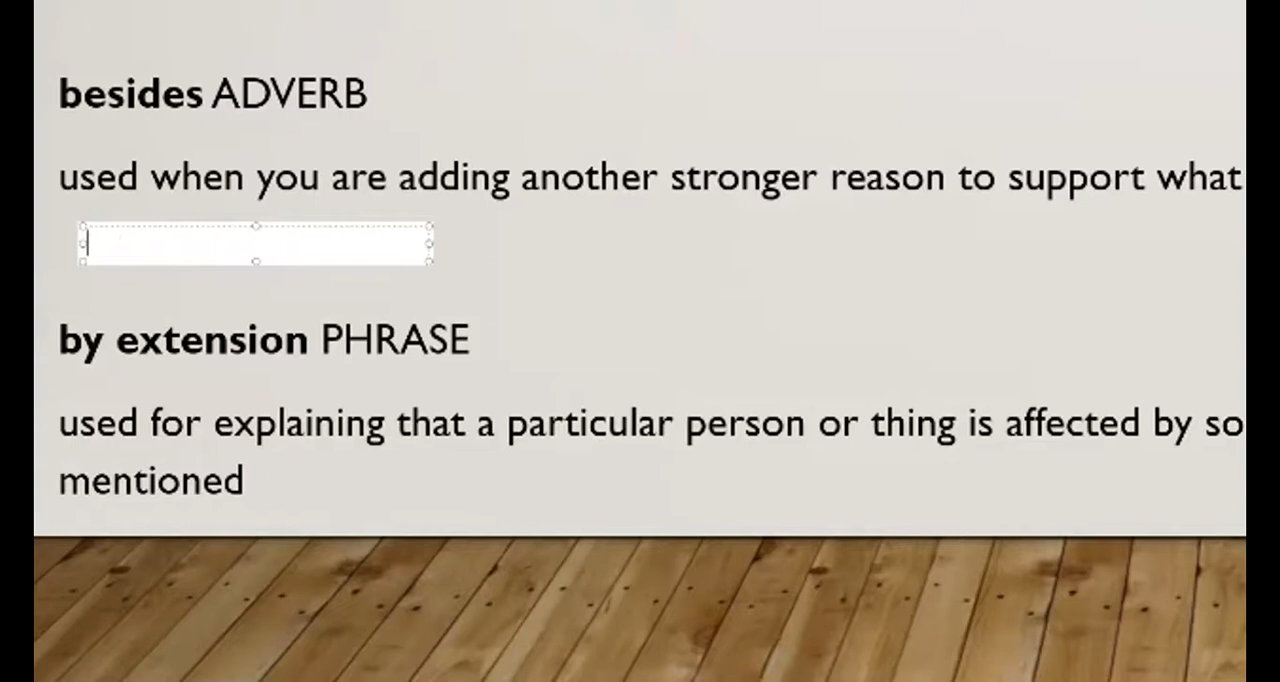 besides ADVERB
used when you are adding another stronger reason to support what
by extension PHRASE
used for explaining that a particular person or thing is affected by so
mentioned